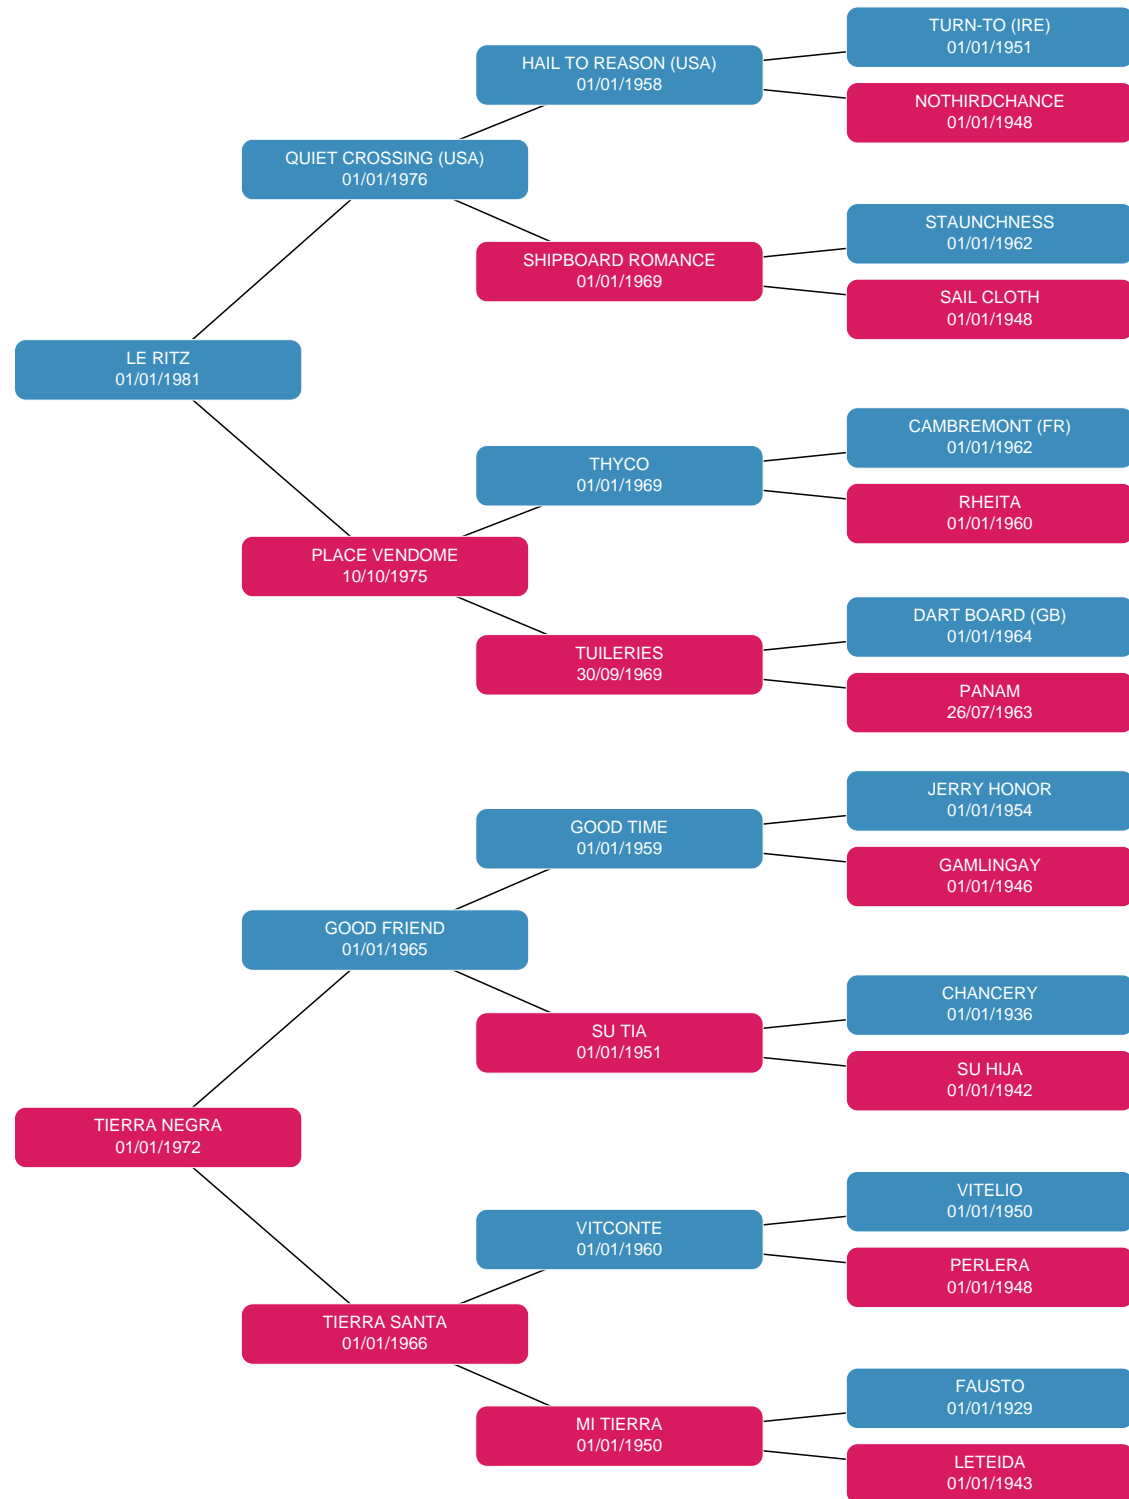 TURN-TO (IRE)
01/01/1951
HAIL TO REASON (USA)
01/01/1958
NOTHIRDCHANCE
01/01/1948
QUIET CROSSING (USA)
01/01/1976
STAUNCHNESS
01/01/1962
SHIPBOARD ROMANCE
01/01/1969
SAIL CLOTH
01/01/1948
LE RITZ
01/01/1981
CAMBREMONT (FR)
01/01/1962
THYCO
01/01/1969
RHEITA
01/01/1960
PLACE VENDOME
10/10/1975
DART BOARD (GB)
01/01/1964
TUILERIES
30/09/1969
PANAM
26/07/1963
JERRY HONOR
01/01/1954
GOOD TIME
01/01/1959
GAMLINGAY
01/01/1946
GOOD FRIEND
01/01/1965
CHANCERY
01/01/1936
SU TIA
01/01/1951
SU HIJA
01/01/1942
TIERRA NEGRA
01/01/1972
VITELIO
01/01/1950
VITCONTE
01/01/1960
PERLERA
01/01/1948
TIERRA SANTA
01/01/1966
FAUSTO
01/01/1929
MI TIERRA
01/01/1950
LETEIDA
01/01/1943